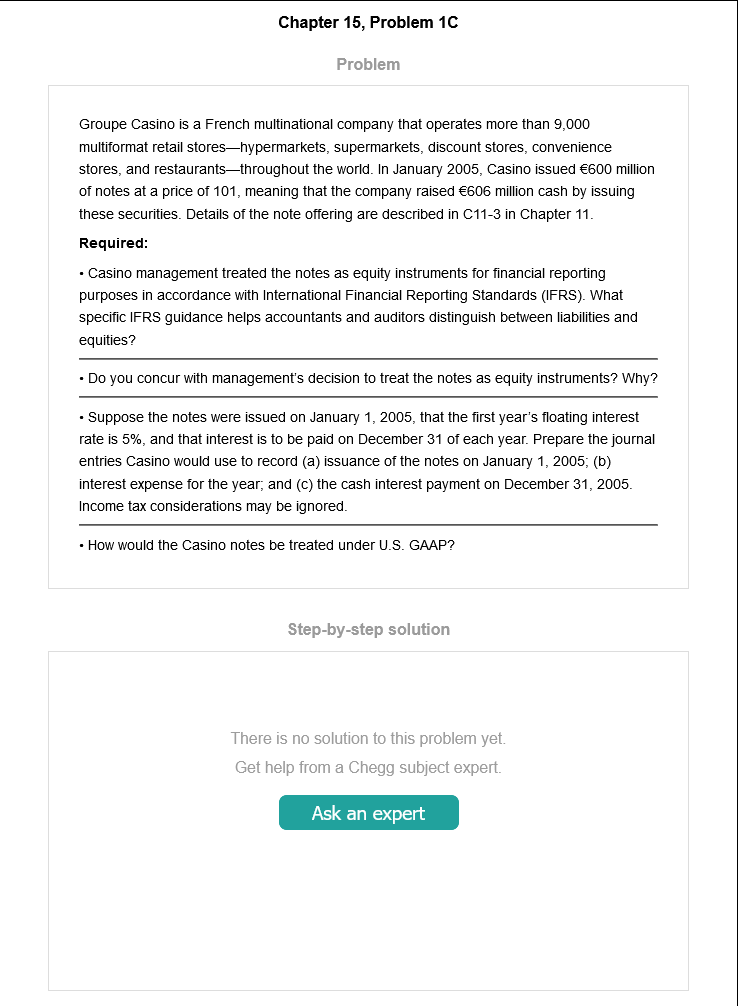 Chapter 15, Problem 1C
Problem
Groupe Casino is a French multinational company that operates more than 9,000
multiformat retail stores—hypermarkets, supermarkets, discount stores, convenience
stores, and restaurants—throughout the world. In January 2005, Casino issued €600 million
of notes at a price of 101, meaning that the company raised €606 million cash by issuing
these securities. Details of the note offering are described in C11-3 in Chapter 11.
Required:
• Casino management treated the notes as equity instruments for financial reporting
purposes in accordance with International Financial Reporting Standards (IFRS). What
specific IFRS guidance helps accountants and auditors distinguish between liabilities and
equities?
• Do you concur with management’s decision to treat the notes as equity instruments? Why?
• Suppose the notes were issued on January 1, 2005, that the first year’s floating interest
rate is 5%, and that interest is to be paid on December 31 of each year. Prepare the journal
entries Casino would use to record (a) issuance of the notes on January 1, 2005; (b)
interest expense for the year; and (c) the cash interest payment on December 31, 2005.
Income tax considerations may be ignored.
• How would the Casino notes be treated under U.S. GAAP?
Step-by-step solution
There is no solution to this problem yet.
Get help from a Chegg subject expert.
Ask an expert